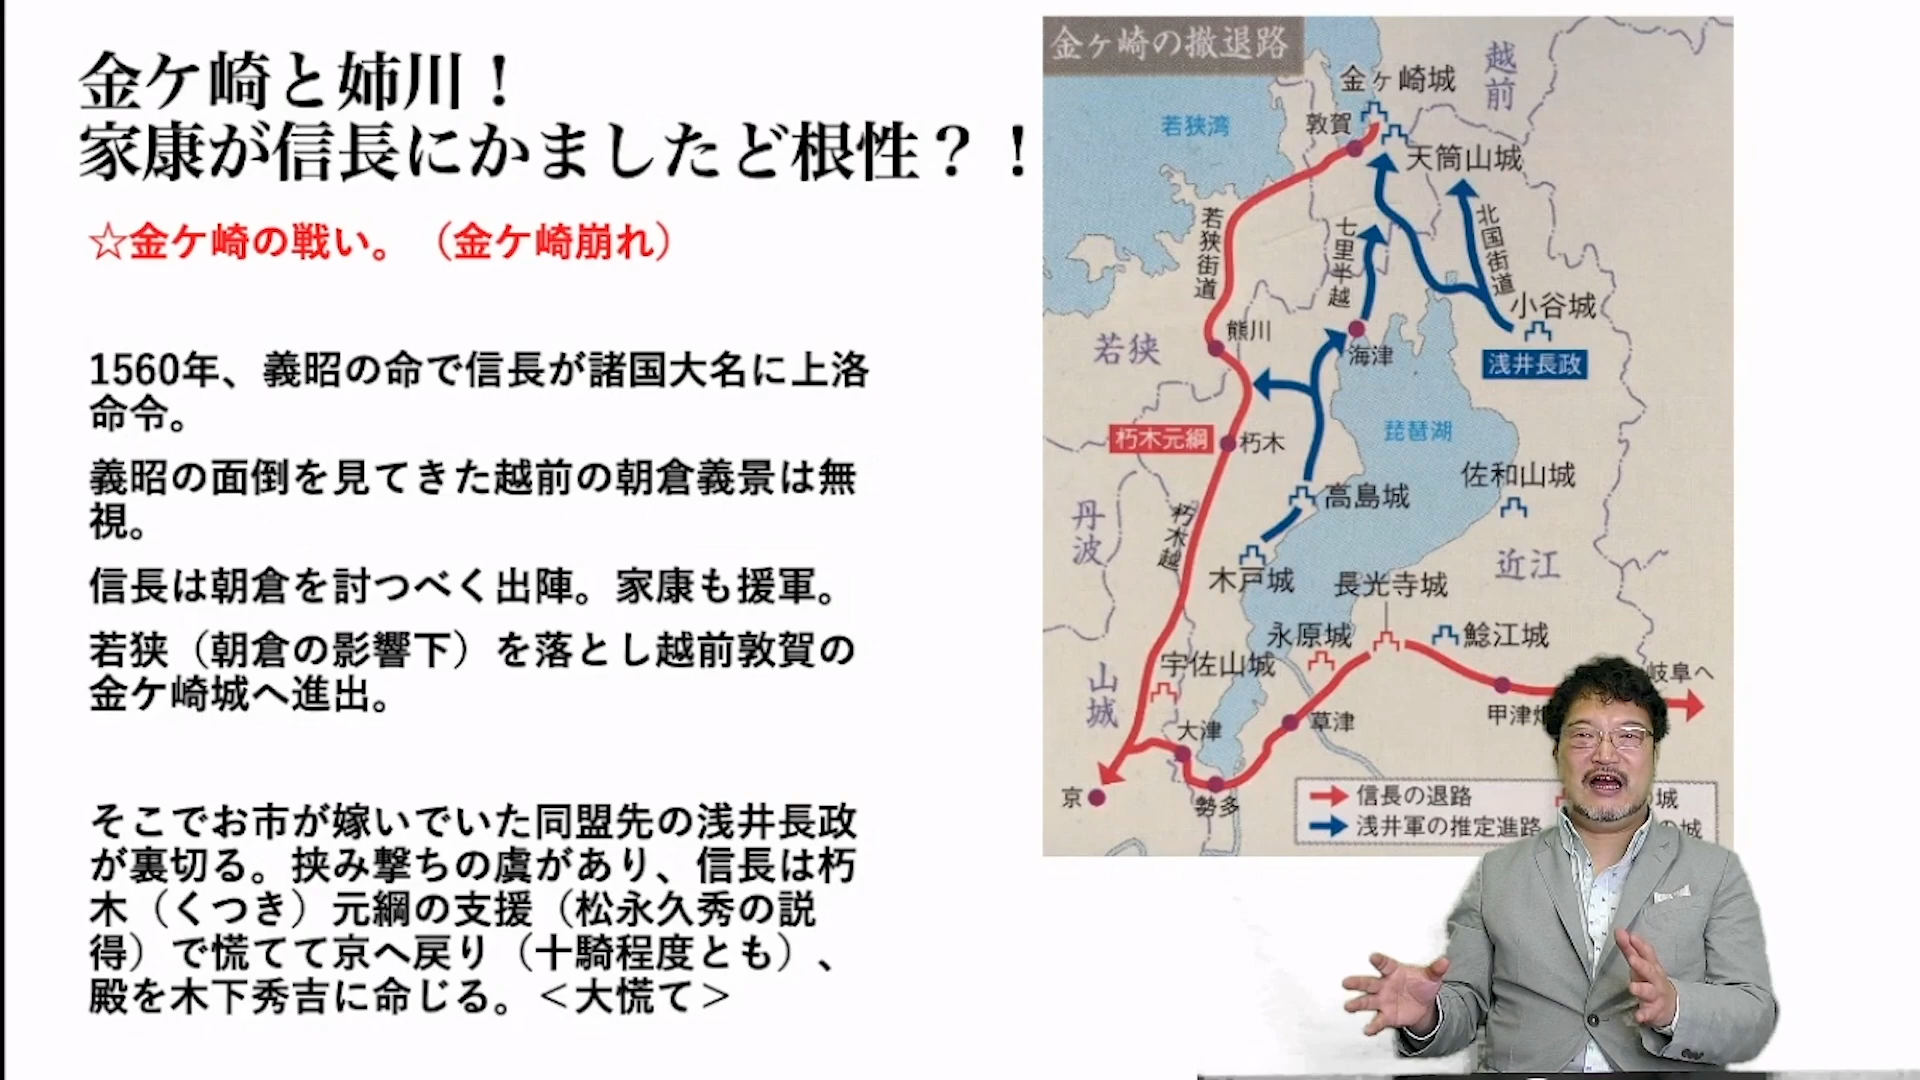 金ケ崎と姉川！
家康が信長にかましたど根性？！
☆金ケ崎の戦い。（金ケ崎崩れ）
1560年、義昭の命で信長が諸国大名に上洛
命令。
義昭の面倒を見てきた越前の朝倉義景は無
視。
信長は朝倉を討つべく出陣。家康も援軍。
若狭（朝倉の影響下）を落とし越前敦賀の
金ケ崎城へ進出。
そこでお市が嫁いでいた同盟先の浅井長政
が裏切る。挟み撃ちの虞があり、信長は朽
木（くつき）元綱の支援（松永久秀の説
得）で慌てて京へ戻り（十騎程度とも）、
殿を木下秀吉に命じる。＜大慌て＞
金ヶ崎の撤退路
越前
金ヶ崎城
若狭湾
敦賀
天筒山城
若狭街道
七里半越
北国街道
小谷城
熊川
若狭
海津
浅井長政
朽木元綱
朽木
琵琶湖
佐和山城
高島城
丹波
朽木越
近江
木戸城
長光寺城
永原城
鯰江城
宇佐山城
岐阜へ
山城
大津
草津
甲津
京
勢多
信長の退路
城
浅井軍の推定進路
の城